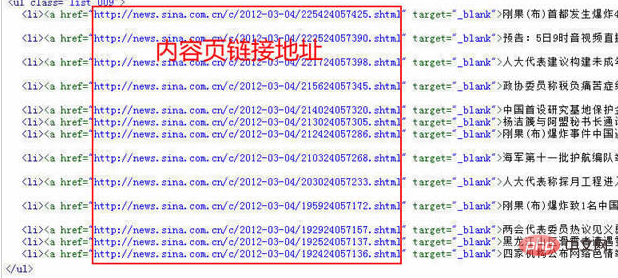 <ul class="list_009">
<li><a href="http://news.sina.com.cn/c/2012-03-04/225424057425.shtml" target="_blank">刚果(布)首都发生爆炸4
<li><a href="http://news.sina.com.cn/c/2012-03-04/222524057390.shtml" target="_blank">预告：5日9时音视频直
内容页链接地址
<li><a href="http://news.sina.com.cn/c/2012-03-04/221724057398.shtml" target="_blank">人大代表建议构建未成
<li><a href="http://news.sina.com.cn/c/2012-03-04/215624057345.shtml" target="_blank">政协委员称税负痛苦症
<li><a href="http://news.sina.com.cn/c/2012-03-04/214024057320.shtml" target="_blank">中国首设研究基地保护
<li><a href="http://news.sina.com.cn/c/2012-03-04/213024057305.shtml" target="_blank">杨洁篪与阿盟秘书长通
<li><a href="http://news.sina.com.cn/c/2012-03-04/212424057286.shtml" target="_blank">刚果(布)爆炸事件中国
<li><a href="http://news.sina.com.cn/c/2012-03-04/210324057268.shtml" target="_blank">海军第十一批护航编队
<li><a href="http://news.sina.com.cn/c/2012-03-04/203024057233.shtml" target="_blank">人大代表称探月工程进
<li><a href="http://news.sina.com.cn/c/2012-03-04/195924057172.shtml" target="_blank">刚果(布)爆炸致1名中国
<li><a href="http://news.sina.com.cn/c/2012-03-04/192924057157.shtml" target="_blank">两会代表委员热议见义
<li><a href="http://news.sina.com.cn/c/2012-03-04/192524057137.shtml" target="_blank">黑
<li><a href="http://news.sina.com.cn/c/2012-03-04/192424057136.shtml" target="_blank">四家机构公布网络色情
</ul>
php中文网